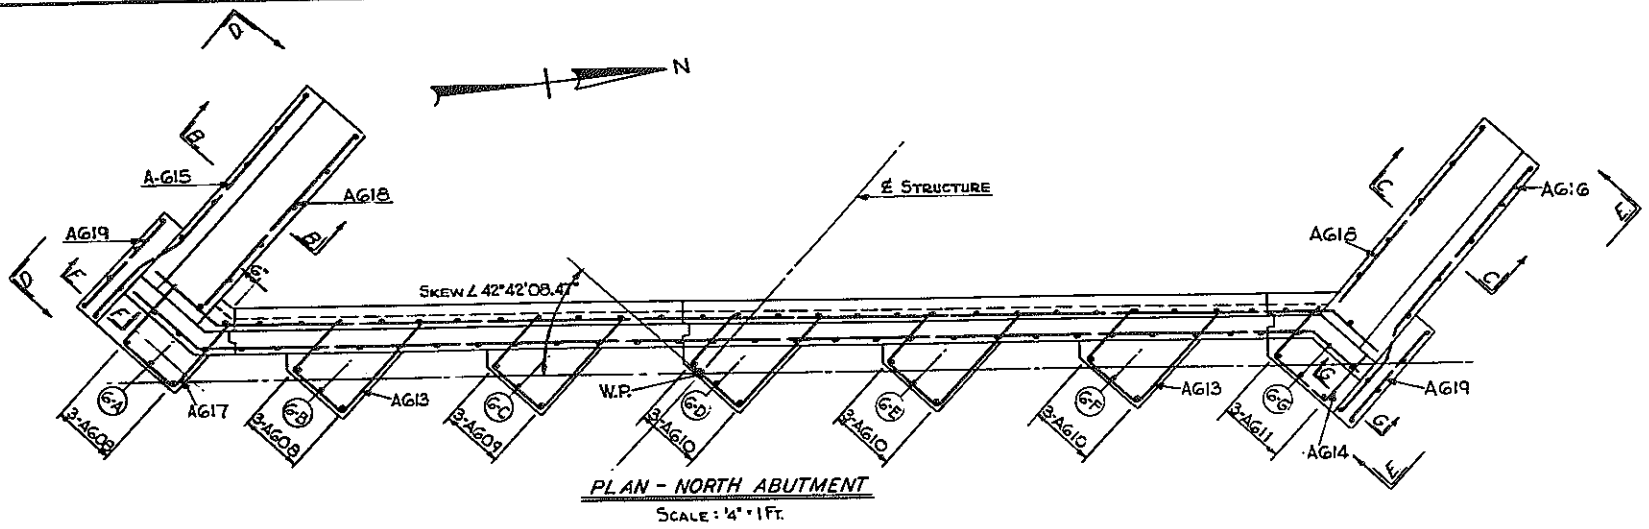 D
N
B
A-615
A618
AG19
B
D
F
F
6"
SKEW ∠ 42°42'08.47"
℄ STRUCTURE
W.P.
C
AG16
AG18
E
C
AG17
AG13
AG13
AG19
G
G
AG14
E
6-A
6-B
6-C
6-D
6-E
6-F
6-G
3-AG08
3-AG08
3-AG09
3-AG10
3-AG10
3-AG10
3-AG11
PLAN - NORTH ABUTMENT
SCALE: 1/4" = 1FT.